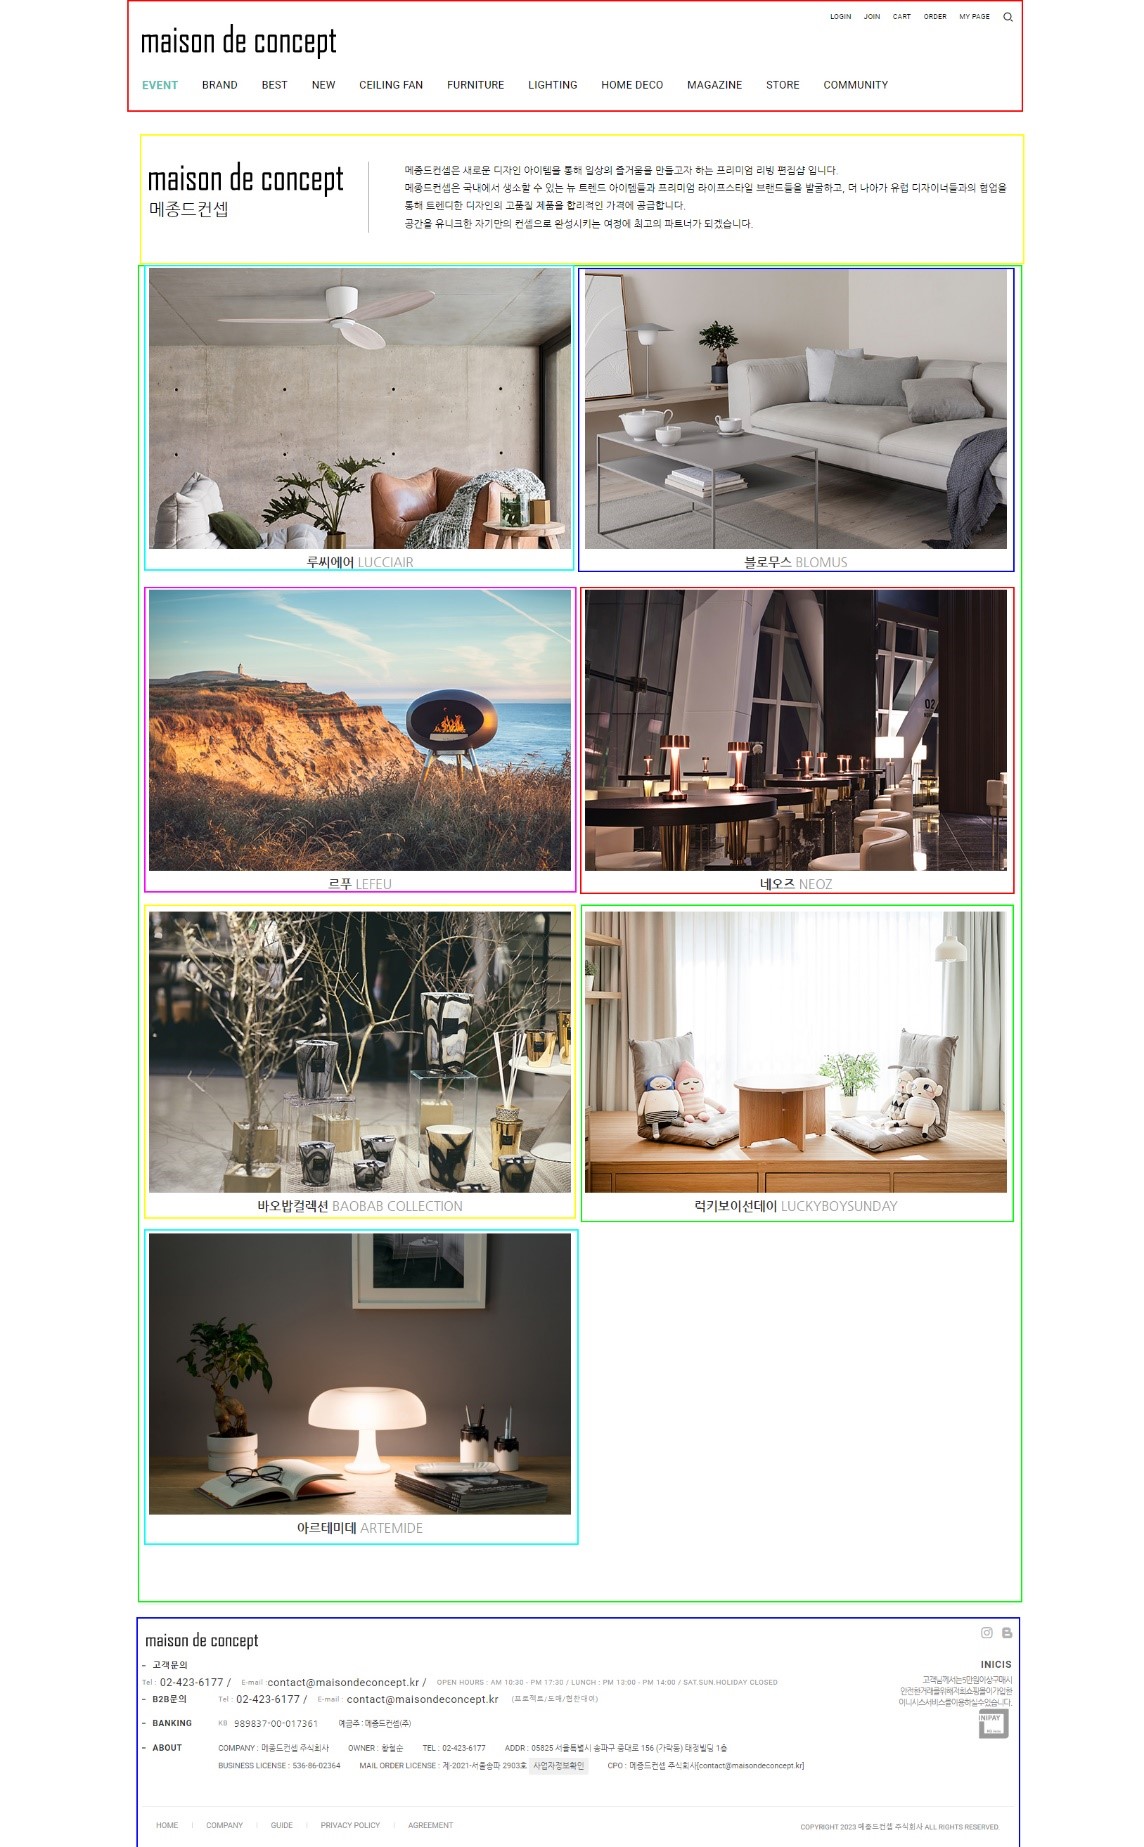 LOGIN JOIN CART ORDER MY PAGE
maison de concept
EVENT BRAND BEST NEW CEILING FAN FURNITURE LIGHTING HOME DECO MAGAZINE STORE COMMUNITY
maison de concept
메종드컨셉
메종드컨셉은 새로운 디자인 아이템을 통해 일상의 즐거움을 만들고자 하는 프리미엄 리빙 편집샵 입니다.
메종드컨셉은 국내에서 생소할 수 있는 뉴 트렌드 아이템들과 프리미엄 라이프스타일 브랜드들을 발굴하고, 더 나아가 유럽 디자이너들과의 협업을
통해 트렌디한 디자인의 고품질 제품을 합리적인 가격에 공급합니다.
공간을 유니크한 자기만의 컨셉으로 완성시키는 여정에 최고의 파트너가 되겠습니다.
루씨에어 LUCCIAIR
블로무스 BLOMUS
02
르푸 LEFEU
네오즈 NEOZ
바오밥컬렉션 BAOBAB COLLECTION
럭키보이선데이 LUCKYBOYSUNDAY
아르테미데 ARTEMIDE
maison de concept
- 고객문의
Tel : 02-423-6177 / E-mail : contact@maisondeconcept.kr / OPEN HOURS : AM 10:30 - PM 17:30 / LUNCH : PM 13:00 - PM 14:00 / SAT.SUN.HOLIDAY CLOSED
- B2B문의 Tel : 02-423-6177 / E-mail : contact@maisondeconcept.kr (프로젝트/도매/협찬대어)
- BANKING KB 989837-00-017361 예금주 : 메종드컨셉(주)
- ABOUT COMPANY : 메종드컨셉 주식회사 OWNER : 황철순 TEL : 02-423-6177 ADDR : 05825 서울특별시 송파구 중대로 156 (가락동) 태정빌딩 1층
BUSINESS LICENSE : 536-86-02364 MAIL ORDER LICENSE : 제-2021-서울송파-2903호 사업자정보확인 CPO : 메종드컨셉 주식회사[contact@maisondeconcept.kr]
INICIS
고객님께서는5만원이상구매시
안전한거래를위해저희쇼핑몰이가입한
이니시스서비스를이용하실수있습니다.
INIPAY
HOME COMPANY GUIDE PRIVACY POLICY AGREEMENT
COPYRIGHT 2023 메종드컨셉 주식회사 ALL RIGHTS RESERVED.